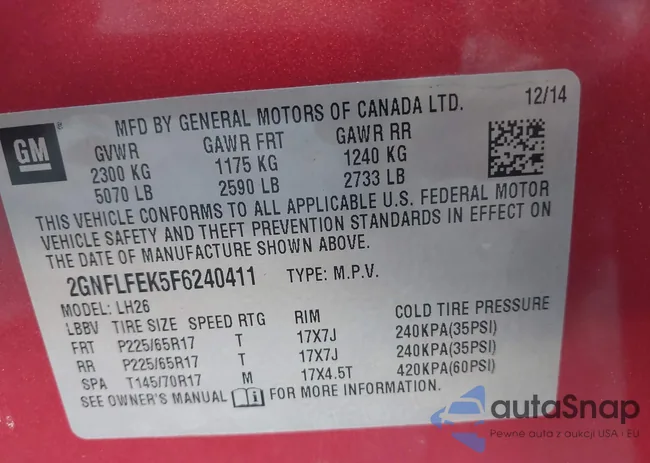 GM
MFD BY GENERAL MOTORS OF CANADA LTD. 12/14
GVWR GAWR FRT GAWR RR
2300 KG 1175 KG 1240 KG
5070 LB 2590 LB 2733 LB
THIS VEHICLE CONFORMS TO ALL APPLICABLE U.S. FEDERAL MOTOR
VEHICLE SAFETY AND THEFT PREVENTION STANDARDS IN EFFECT ON
THE DATE OF MANUFACTURE SHOWN ABOVE.
2GNFLFEK5F6240411 TYPE: M.P.V.
MODEL: LH26
LBBV TIRE SIZE SPEED RTG RIM COLD TIRE PRESSURE
FRT P225/65R17 T 17X7J 240KPA(35PSI)
RR P225/65R17 T 17X7J 240KPA(35PSI)
SPA T145/70R17 M 17X4.5T 420KPA(60PSI)
SEE OWNER'S MANUAL FOR MORE INFORMATION.
autaSnap
Pewne auta z aukcji USA · EU